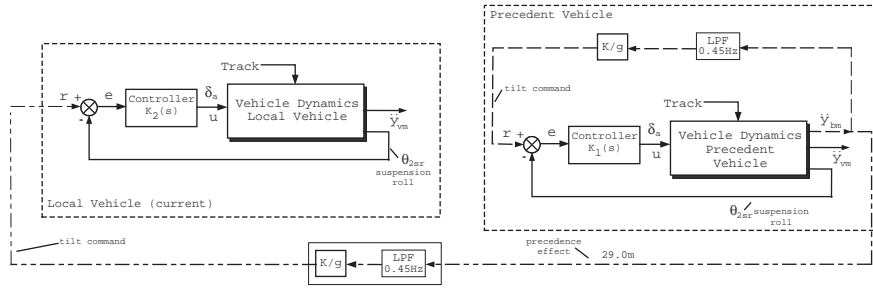 Precedent Vehicle
K/g
LPF
0.45Hz
tilt command
Track
r + e
-
Controller
K1(s)
δa
u
Vehicle Dynamics
Precedent
Vehicle
Ÿbm
Ÿvm
θ2sr suspension
roll
Track
r + e
-
Controller
K2(s)
δa
u
Vehicle Dynamics
Local Vehicle
Ÿvm
θ2sr
suspension
roll
Local Vehicle (current)
tilt command
K/g
LPF
0.45Hz
precedence
effect
29.0m